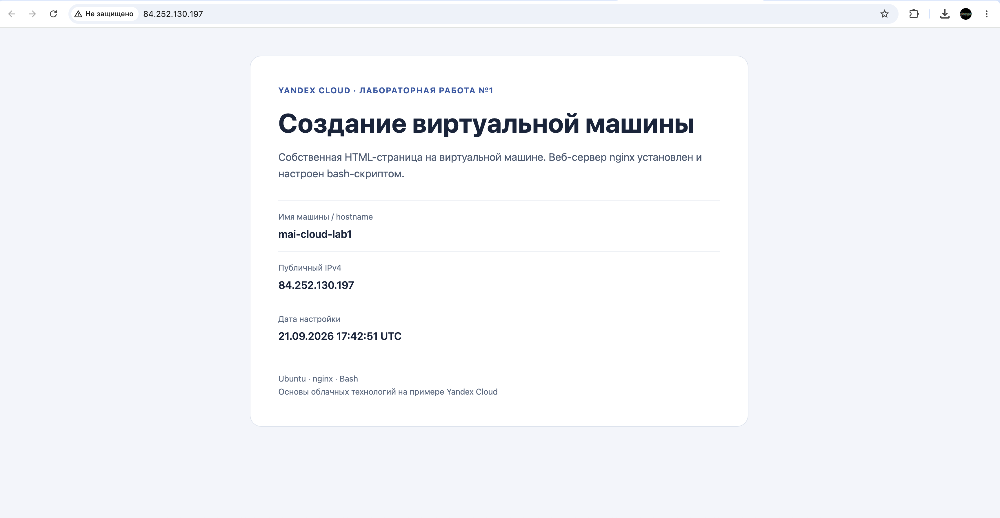 Не защищено
84.252.130.197
YANDEX CLOUD · ЛАБОРАТОРНАЯ РАБОТА №1
Создание виртуальной машины
Собственная HTML-страница на виртуальной машине. Веб-сервер nginx установлен и
настроен bash-скриптом.
Имя машины / hostname
mai-cloud-lab1
Публичный IPv4
84.252.130.197
Дата настройки
21.09.2026 17:42:51 UTC
Ubuntu · nginx · Bash
Основы облачных технологий на примере Yandex Cloud